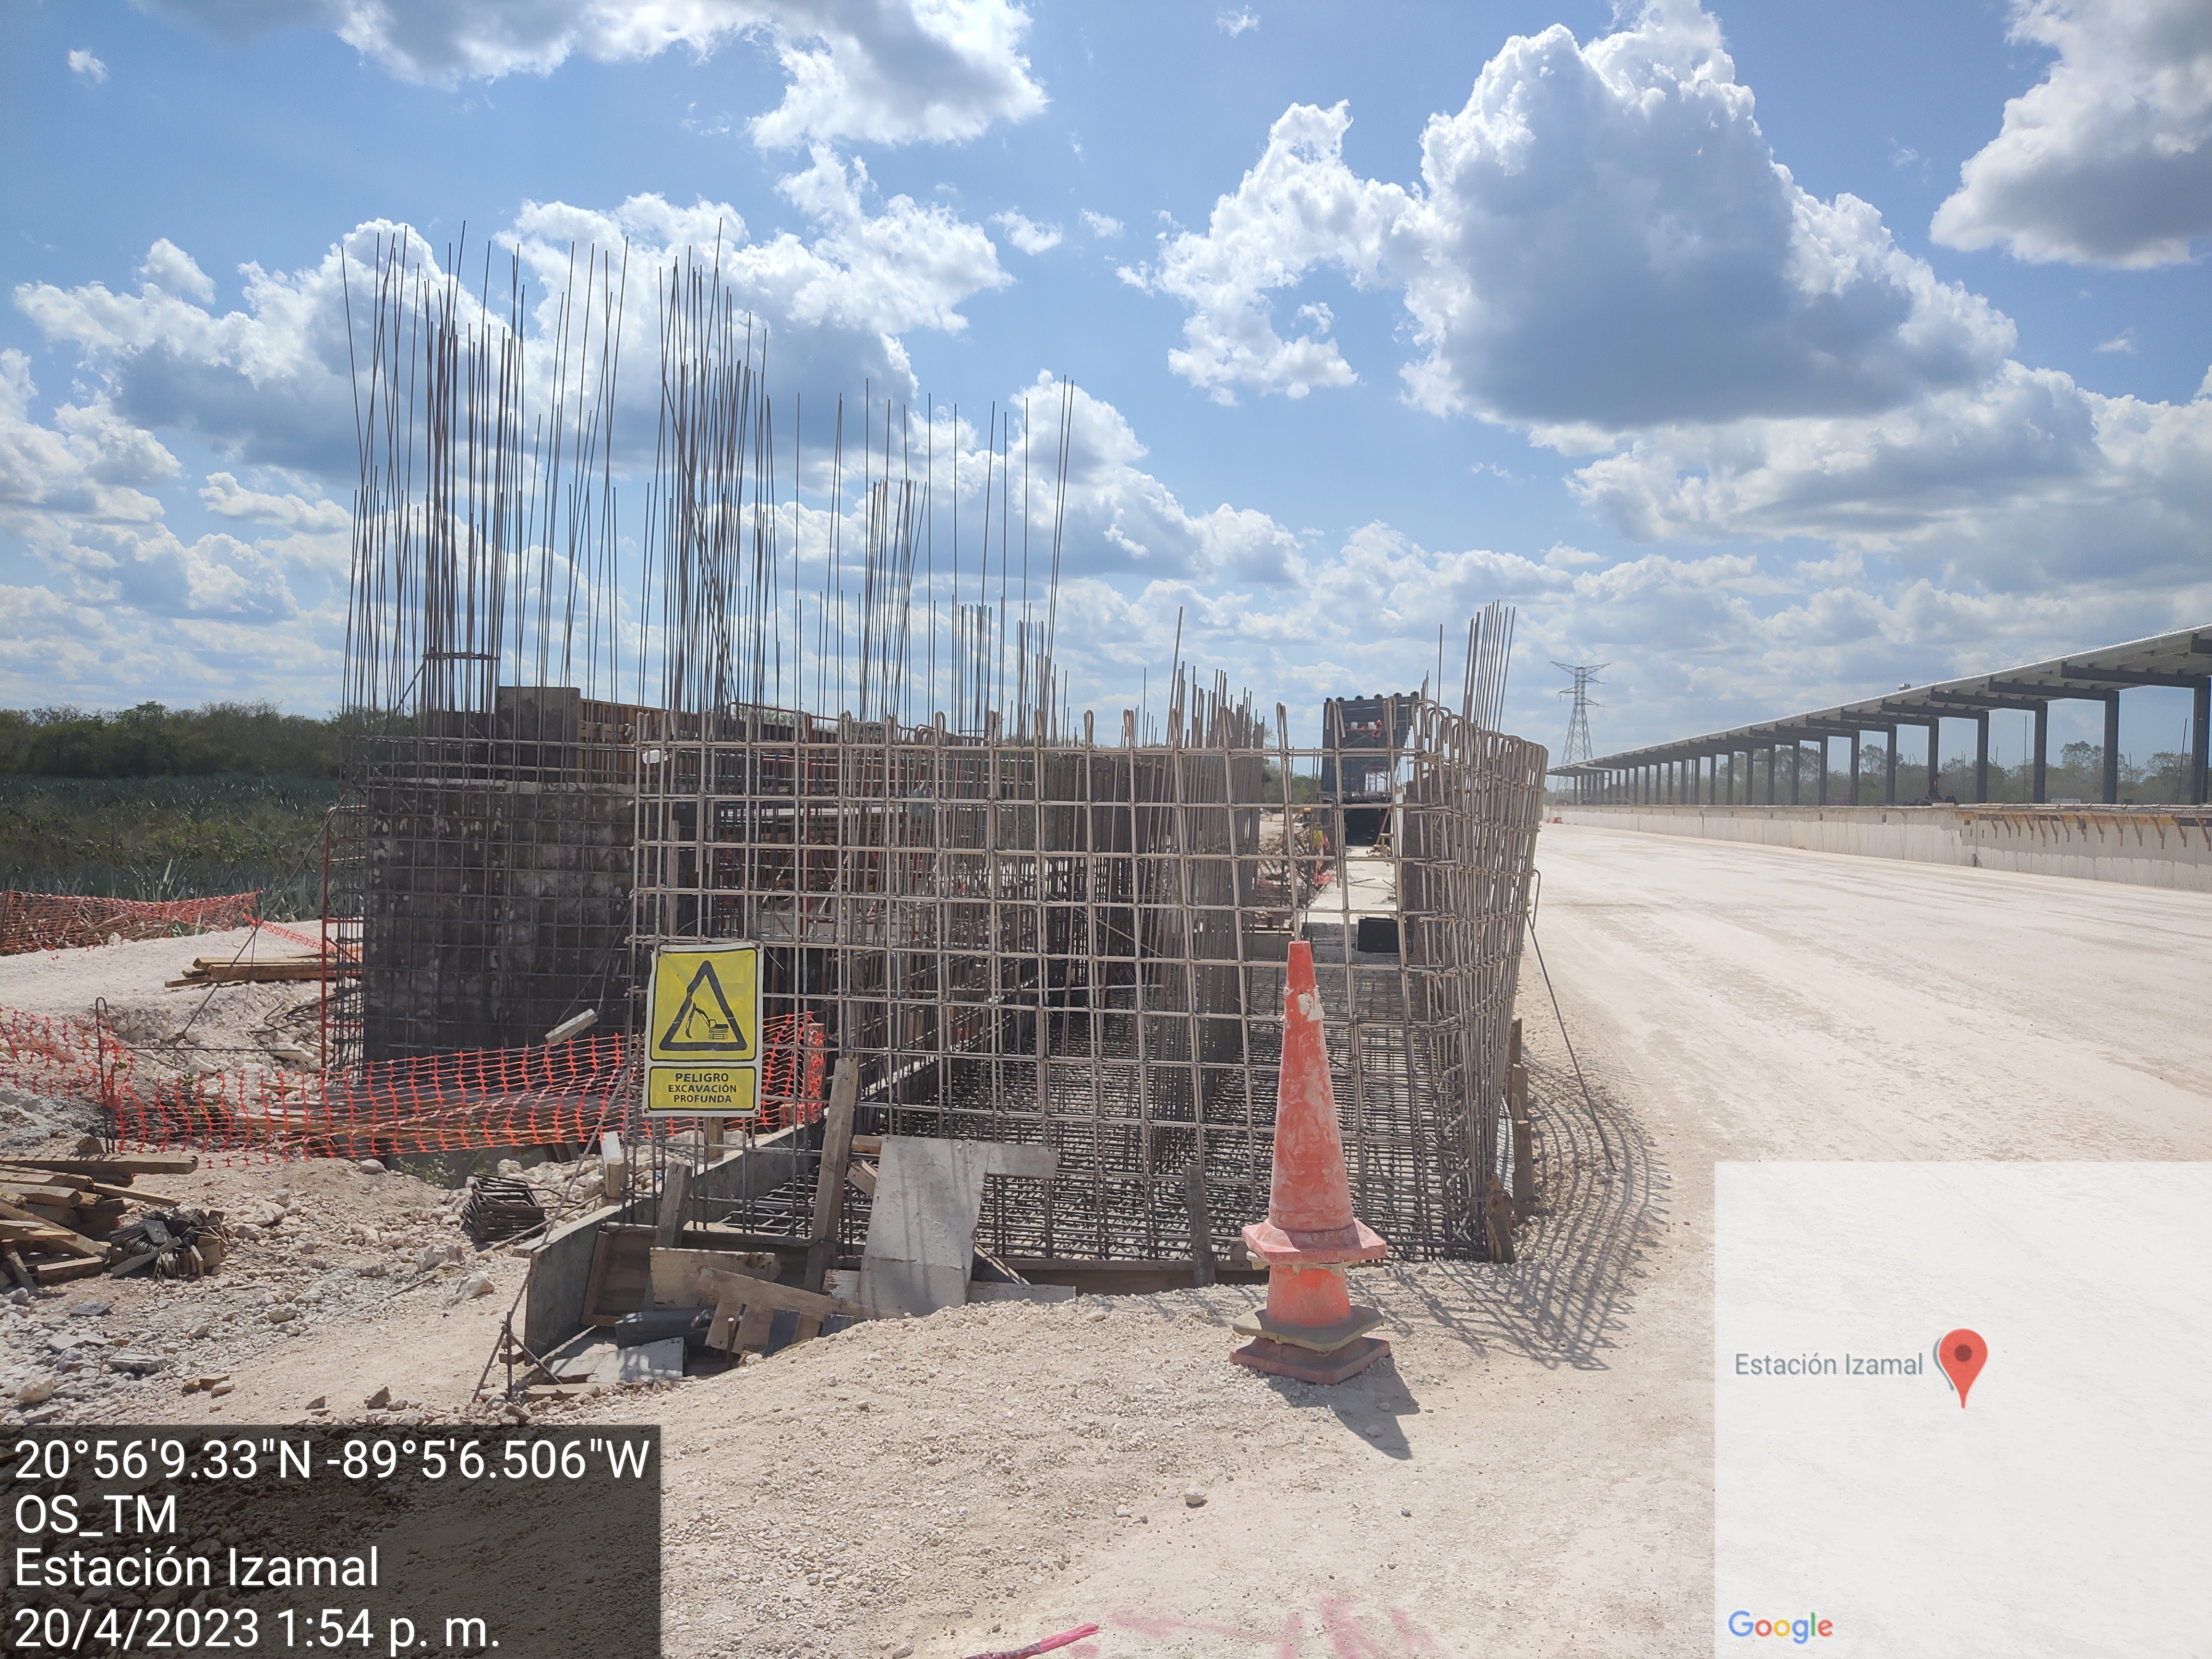 PELIGRO
EXCAVACIÓN
PROFUNDA
Estación Izamal
20°56'9.33"N -89°5'6.506"W
OS_TM
Estación Izamal
20/4/2023 1:54 p. m.
Google